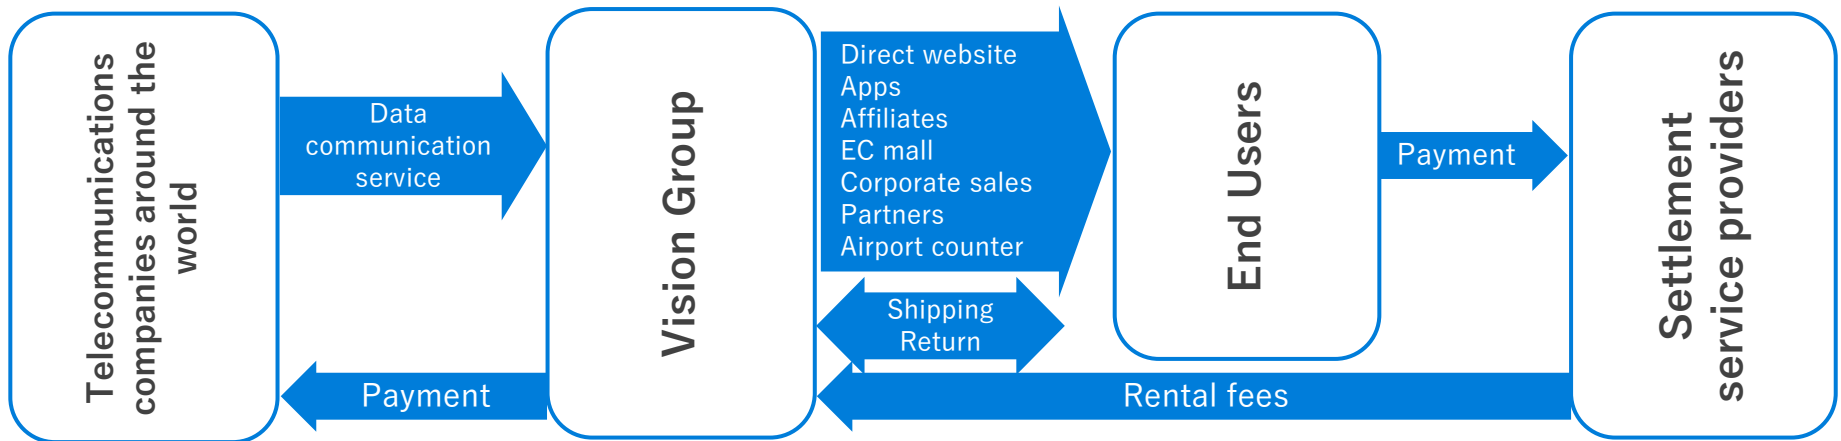 Telecommunications
companies around the
world
Data
communication
service
Payment
Vision Group
Direct website
Apps
Affiliates
EC mall
Corporate sales
Partners
Airport counter
Shipping
Return
End Users
Payment
Rental fees
Settlement
service providers